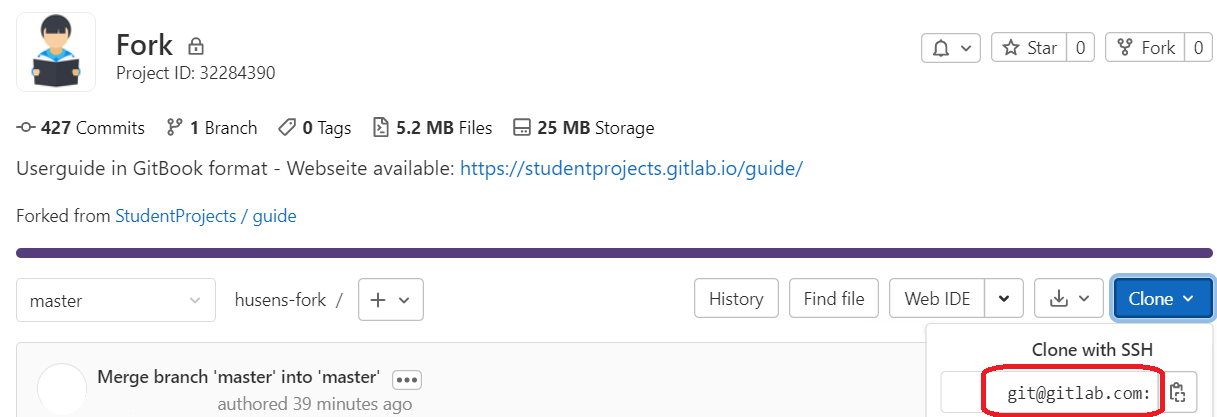 Fork
Project ID: 32284390
Star 0
Fork 0
427 Commits 1 Branch 0 Tags 5.2 MB Files 25 MB Storage
Userguide in GitBook format - Webseite available: https://studentprojects.gitlab.io/guide/
Forked from StudentProjects / guide
master
husens-fork / +
History
Find file
Web IDE
Clone
Clone with SSH
Merge branch 'master' into 'master'
authored 39 minutes ago
git@gitlab.com: